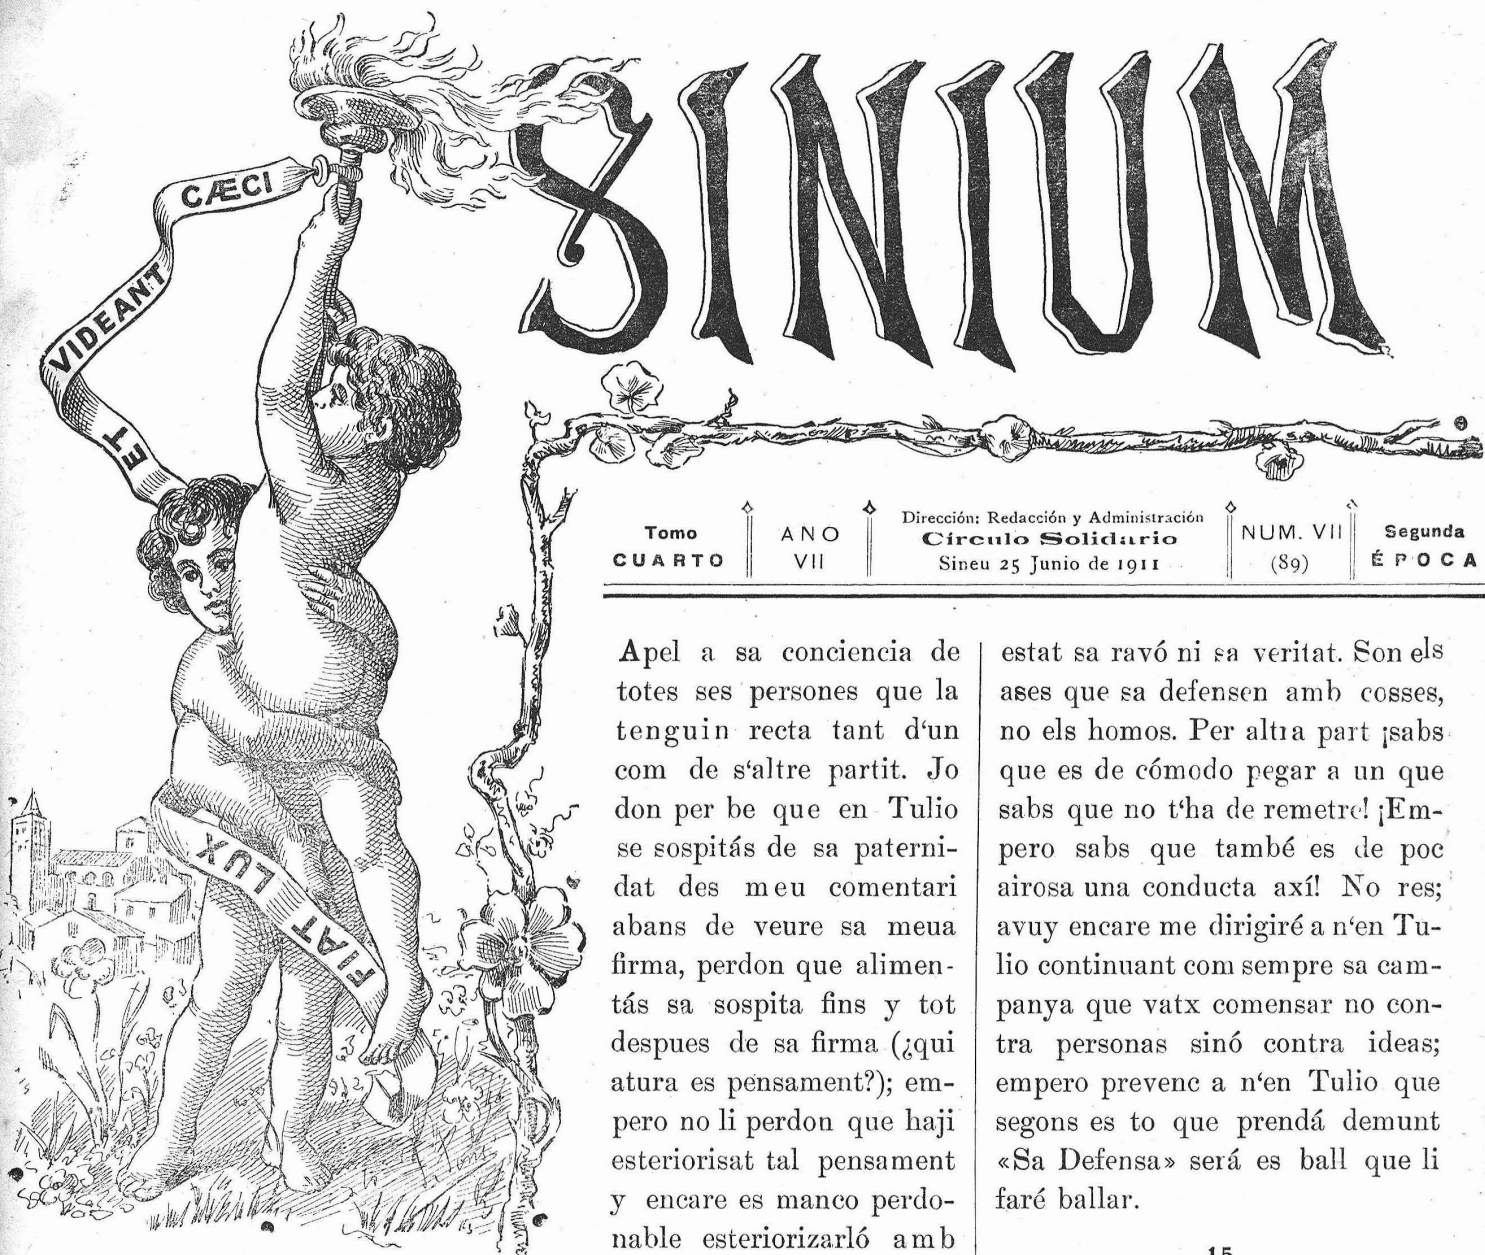 SINIUM
FIAT LUX
ET VIDEANT CÆCI
Tomo
CUARTO
ANO
VII
Dirección: Redacción y Administración
Círculo Solidario
Sineu 25 Junio de 1911
NUM. VII
(89)
Segunda
ÉPOCA
Apel a sa conciencia de
totes ses persones que la
tenguin recta tant d‘un
com de s‘altre partit. Jo
don per be que en Tulio
se sospitás de sa paterni-
dat des meu comentari
abans de veure sa meua
firma, perdon que alimen-
tás sa sospita fins y tot
despues de sa firma (¿qui
atura es pensament?); em-
pero no li perdon que haji
esteriorisat tal pensament
y encare es manco perdo-
nable esteriorizarló amb
estat sa ravó ni sa veritat. Son els
ases que sa defensen amb cosses,
no els homos. Per altra part ¡sabs
que es de cómodo pegar a un que
sabs que no t‘ha de remetre! ¡Em-
pero sabs que també es de poc
airosa una conducta axí! No res;
avuy encare me dirigiré a n‘en Tu-
lio continuant com sempre sa cam-
panya que vatx comensar no con-
tra personas sinó contra ideas;
empero prevenc a n‘en Tulio que
segons es to que prendá demunt
«Sa Defensa» será es ball que li
faré ballar.
15